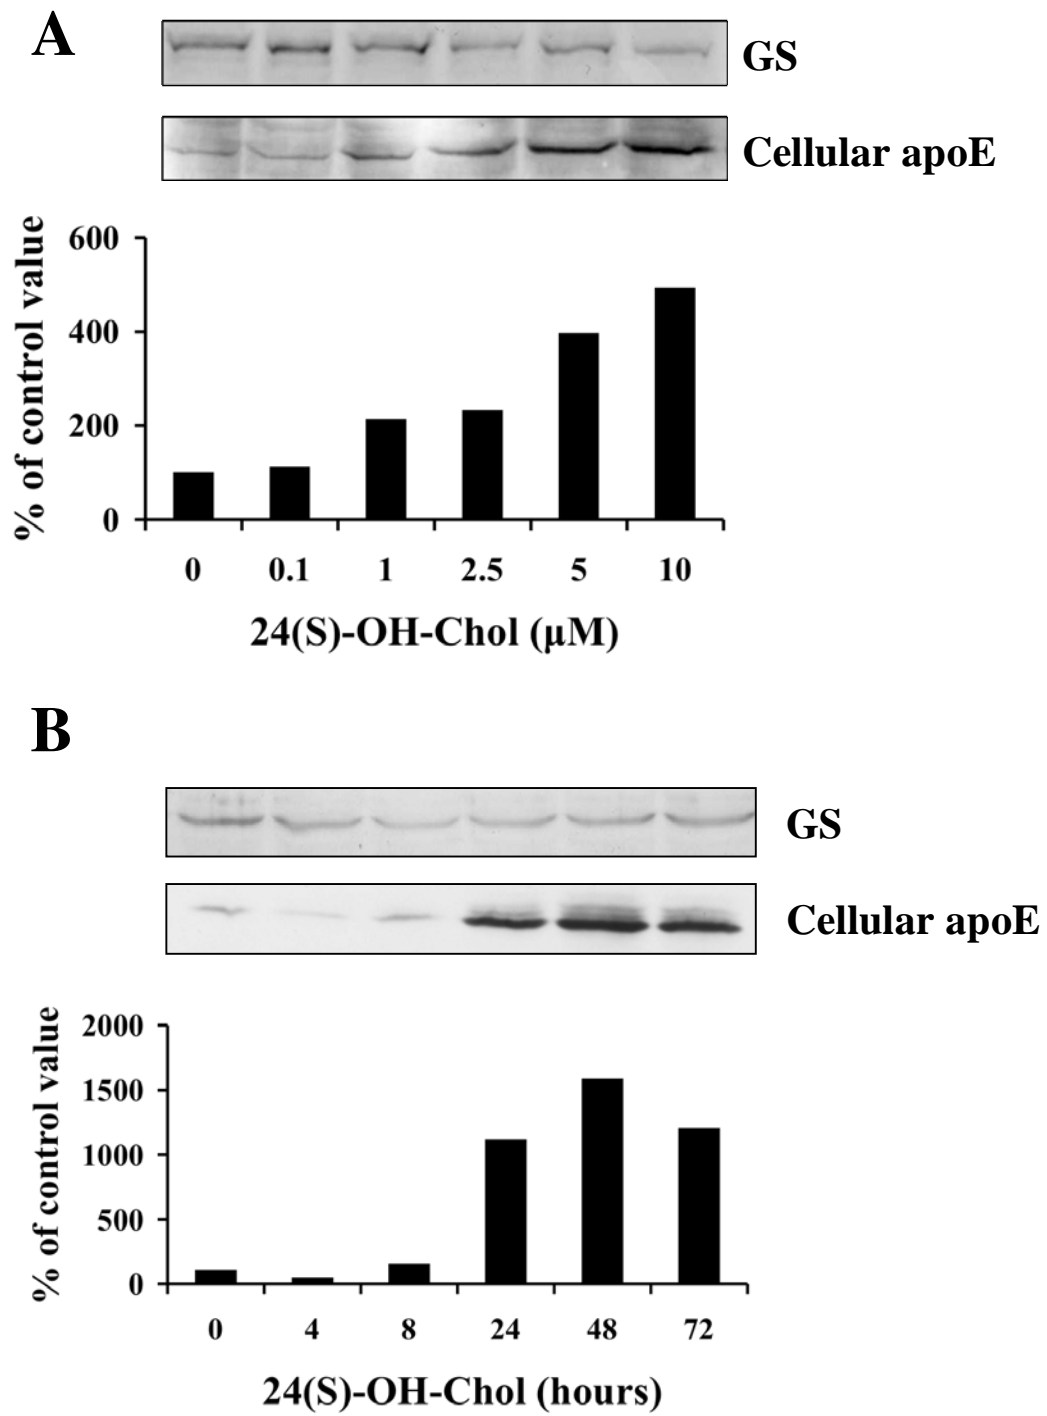 A
GS
Cellular apoE
% of control value
600
400
200
0
0 0.1 1 2.5 5 10
24(S)-OH-Chol (μM)
B
GS
Cellular apoE
% of control value
2000
1500
1000
500
0
0 4 8 24 48 72
24(S)-OH-Chol (hours)